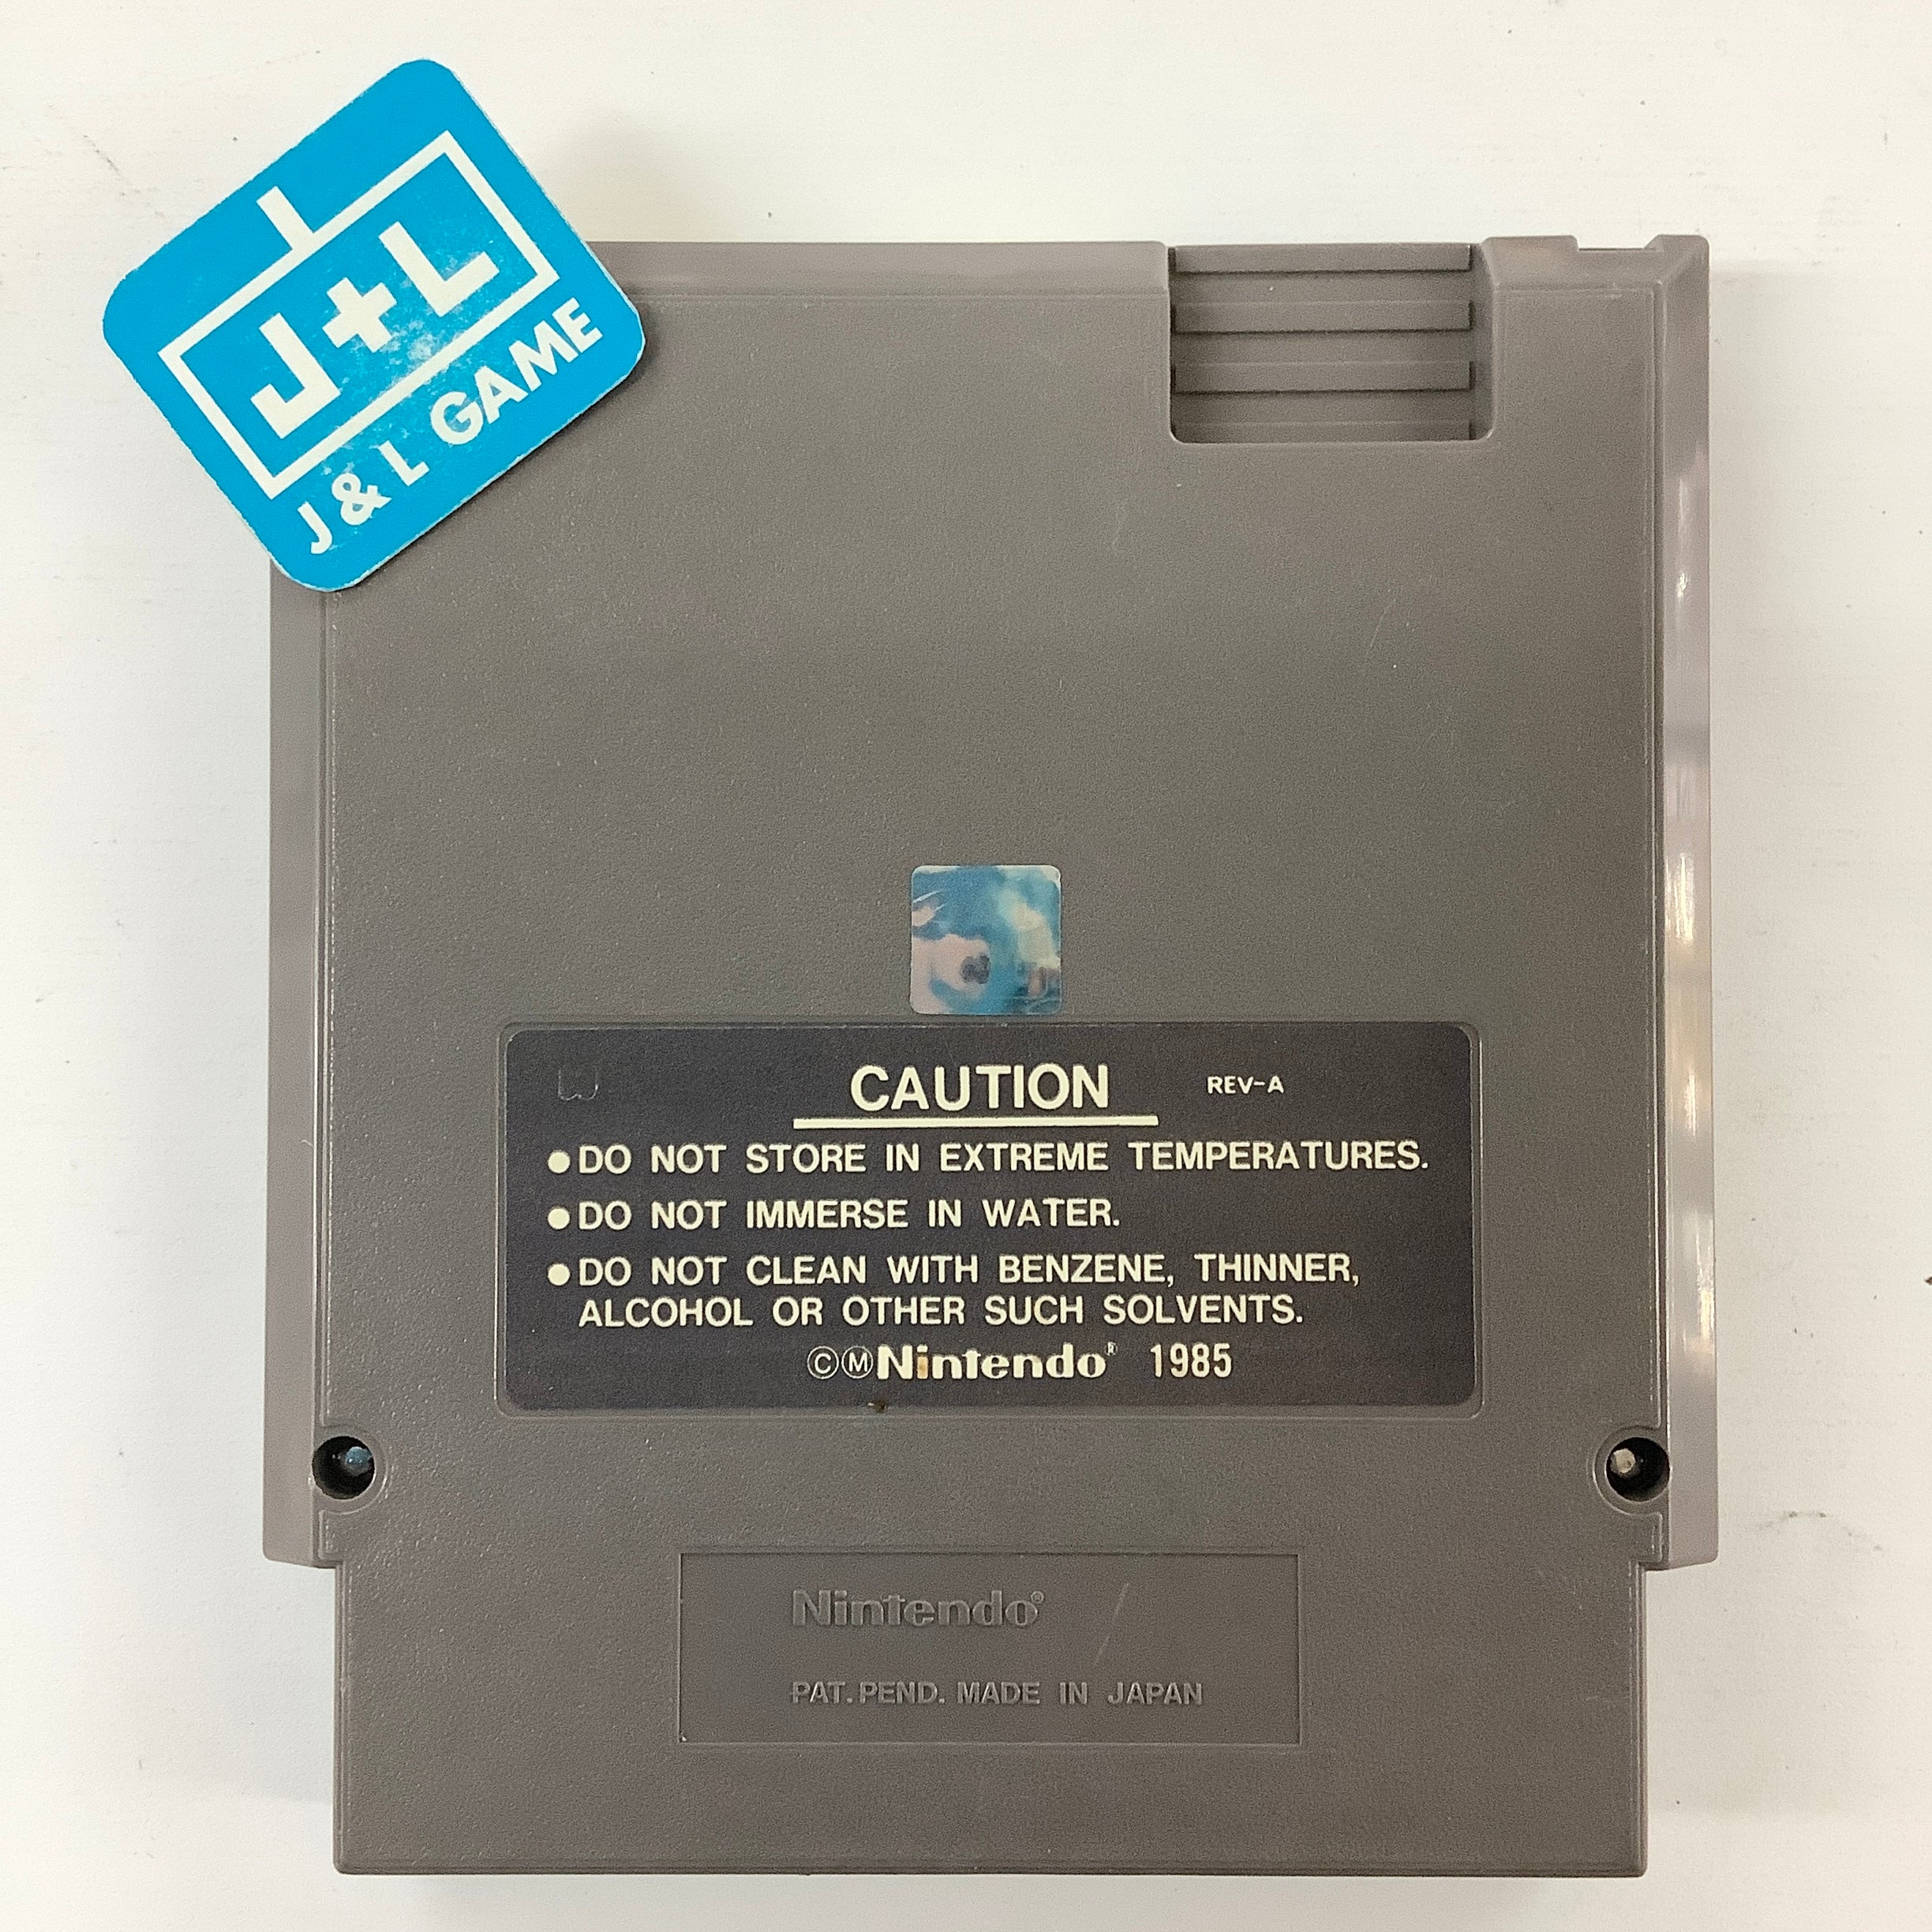 J+L
J & L GAME
CAUTION REV-A
●DO NOT STORE IN EXTREME TEMPERATURES.
●DO NOT IMMERSE IN WATER.
●DO NOT CLEAN WITH BENZENE, THINNER,
ALCOHOL OR OTHER SUCH SOLVENTS.
©ⓂNintendo® 1985
Nintendo®
PAT. PEND. MADE IN JAPAN